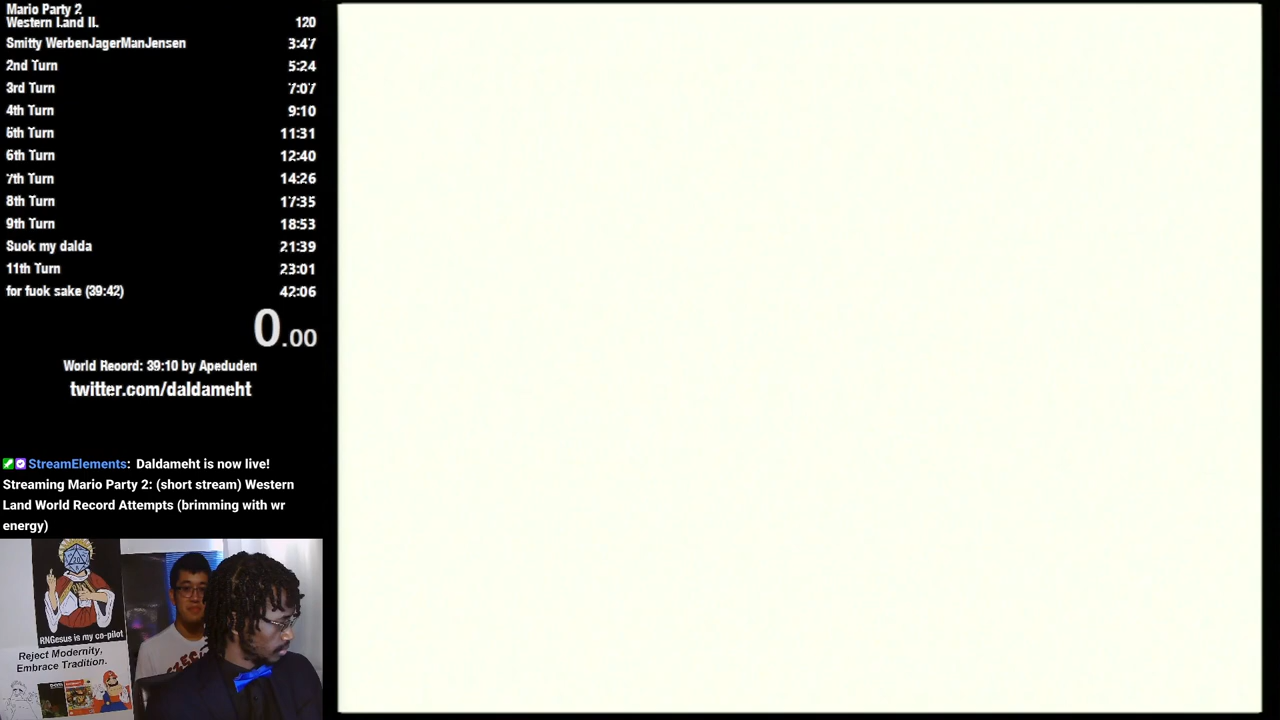 Mario Party 2
Western Land II.
120
Smitty WerbenJagerManJensen 3:47
2nd Turn 5:24
3rd Turn 7:07
4th Turn 9:10
5th Turn 11:31
6th Turn 12:40
7th Turn 14:26
8th Turn 17:35
9th Turn 18:53
Suok my dalda 21:39
11th Turn 23:01
for fuok sake (39:42) 42:06
0.00
World Reoord: 39:10 by Apeduden
twitter.com/daldameht
StreamElements: Daldameht is now live!
Streaming Mario Party 2: (short stream) Western
Land World Record Attempts (brimming with wr
energy)
RNGesus is my co-pilot
Reject Modernity,
Embrace Tradition.